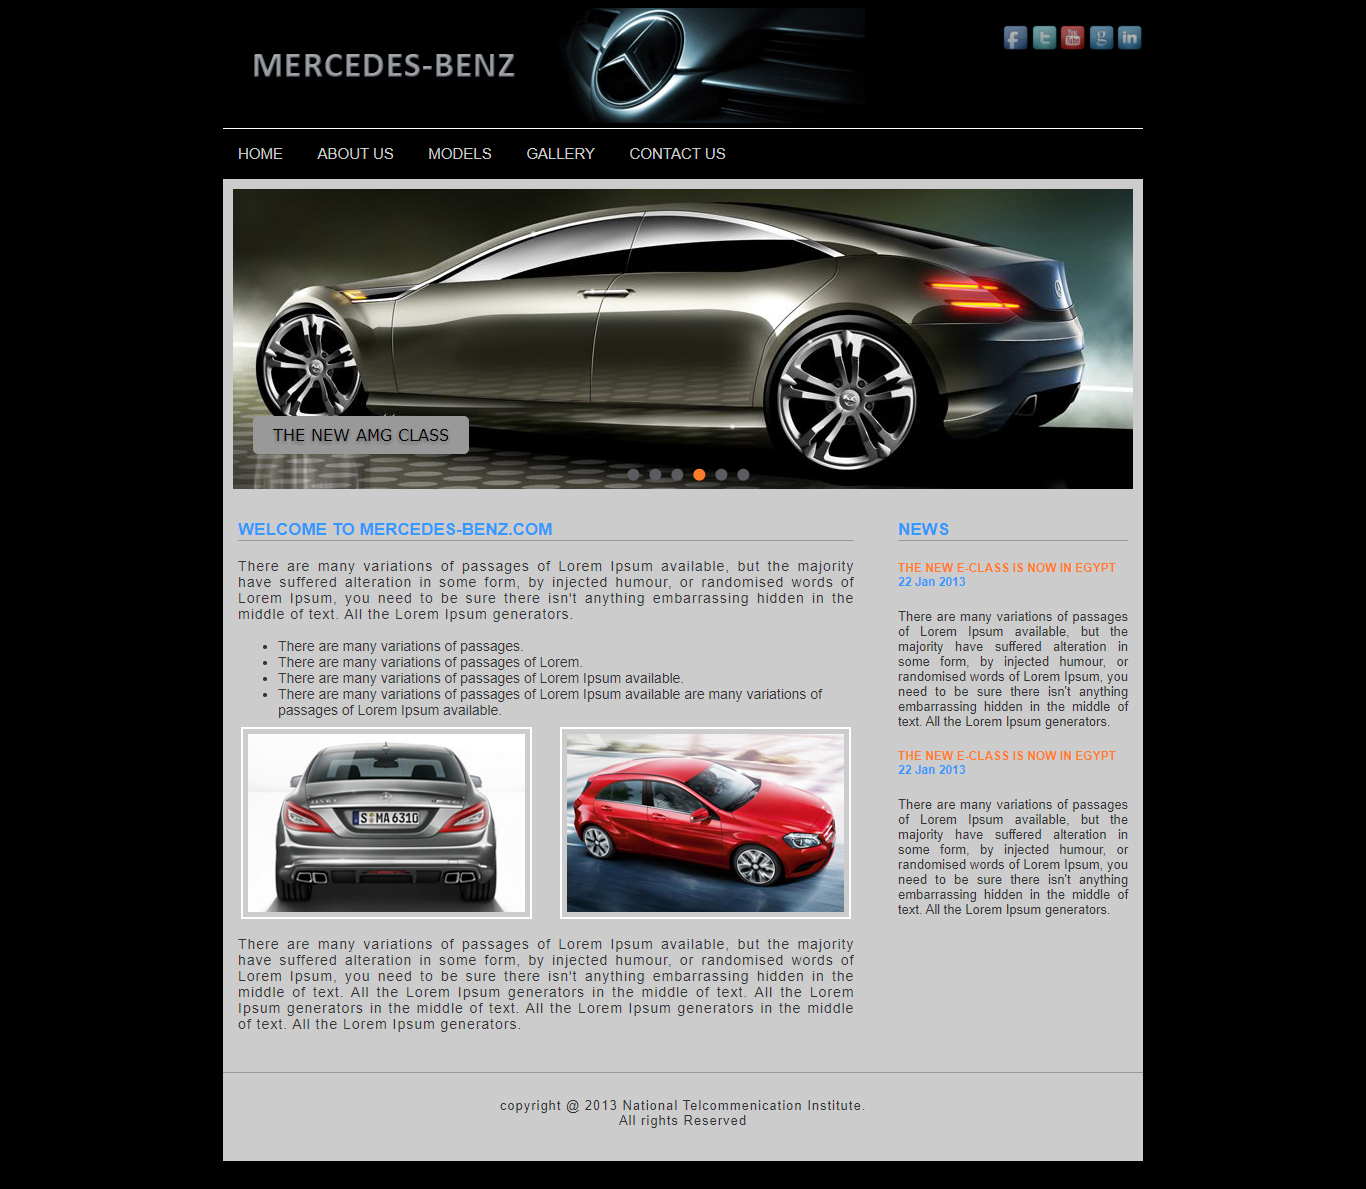 MERCEDES-BENZ
HOME ABOUT US MODELS GALLERY CONTACT US
THE NEW AMG CLASS
WELCOME TO MERCEDES-BENZ.COM
There are many variations of passages of Lorem Ipsum available, but the majority
have suffered alteration in some form, by injected humour, or randomised words of
Lorem Ipsum, you need to be sure there isn't anything embarrassing hidden in the
middle of text. All the Lorem Ipsum generators.
There are many variations of passages.
There are many variations of passages of Lorem.
There are many variations of passages of Lorem Ipsum available.
There are many variations of passages of Lorem Ipsum available are many variations of
passages of Lorem Ipsum available.
S MA 6310
There are many variations of passages of Lorem Ipsum available, but the majority
have suffered alteration in some form, by injected humour, or randomised words of
Lorem Ipsum, you need to be sure there isn't anything embarrassing hidden in the
middle of text. All the Lorem Ipsum generators in the middle of text. All the Lorem
Ipsum generators in the middle of text. All the Lorem Ipsum generators in the middle
of text. All the Lorem Ipsum generators.
NEWS
THE NEW E-CLASS IS NOW IN EGYPT
22 Jan 2013
There are many variations of passages
of Lorem Ipsum available, but the
majority have suffered alteration in
some form, by injected humour, or
randomised words of Lorem Ipsum, you
need to be sure there isn't anything
embarrassing hidden in the middle of
text. All the Lorem Ipsum generators.
THE NEW E-CLASS IS NOW IN EGYPT
22 Jan 2013
There are many variations of passages
of Lorem Ipsum available, but the
majority have suffered alteration in
some form, by injected humour, or
randomised words of Lorem Ipsum, you
need to be sure there isn't anything
embarrassing hidden in the middle of
text. All the Lorem Ipsum generators.
copyright @ 2013 National Telcommenication Institute.
All rights Reserved